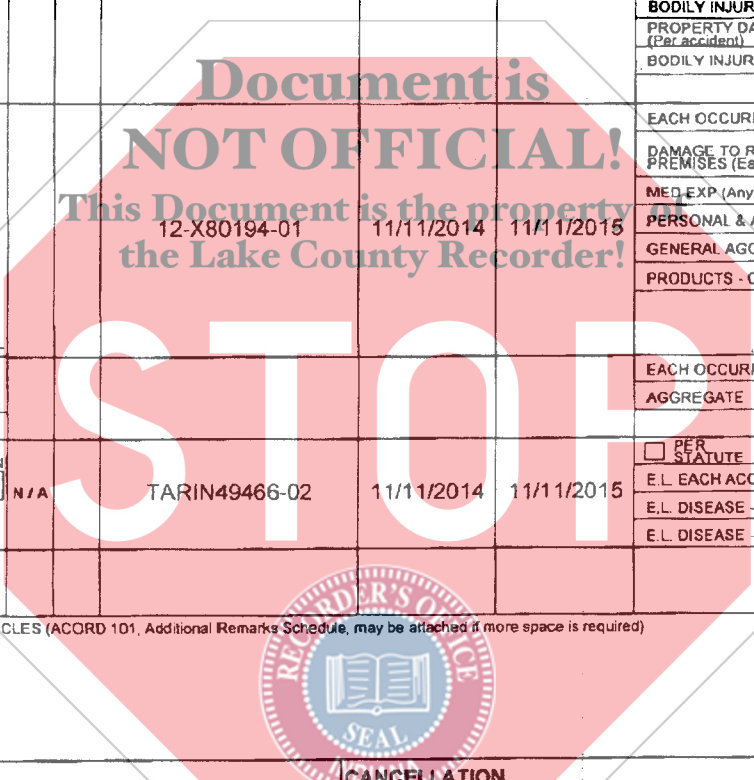 BODILY INJUR
PROPERTY DA
(Per accident)
BODILY INJUR
Document is
NOT OFFICIAL!
This Document is the property of
the Lake County Recorder!
EACH OCCUR
DAMAGE TO R
PREMISES (Ea
MED EXP (Any
12-X80194-01 11/11/2014 11/11/2015 PERSONAL & A
GENERAL AGG
PRODUCTS - C
STOP
EACH OCCUR
AGGREGATE
PER
STATUTE
N / A TARIN49466-02 11/11/2014 11/11/2015 E.L. EACH ACC
E.L. DISEASE -
E.L. DISEASE -
CLES (ACORD 101, Additional Remarks Schedule, may be attached if more space is required)
RECORDER'S OFFICE
SEAL
CANCELLATION